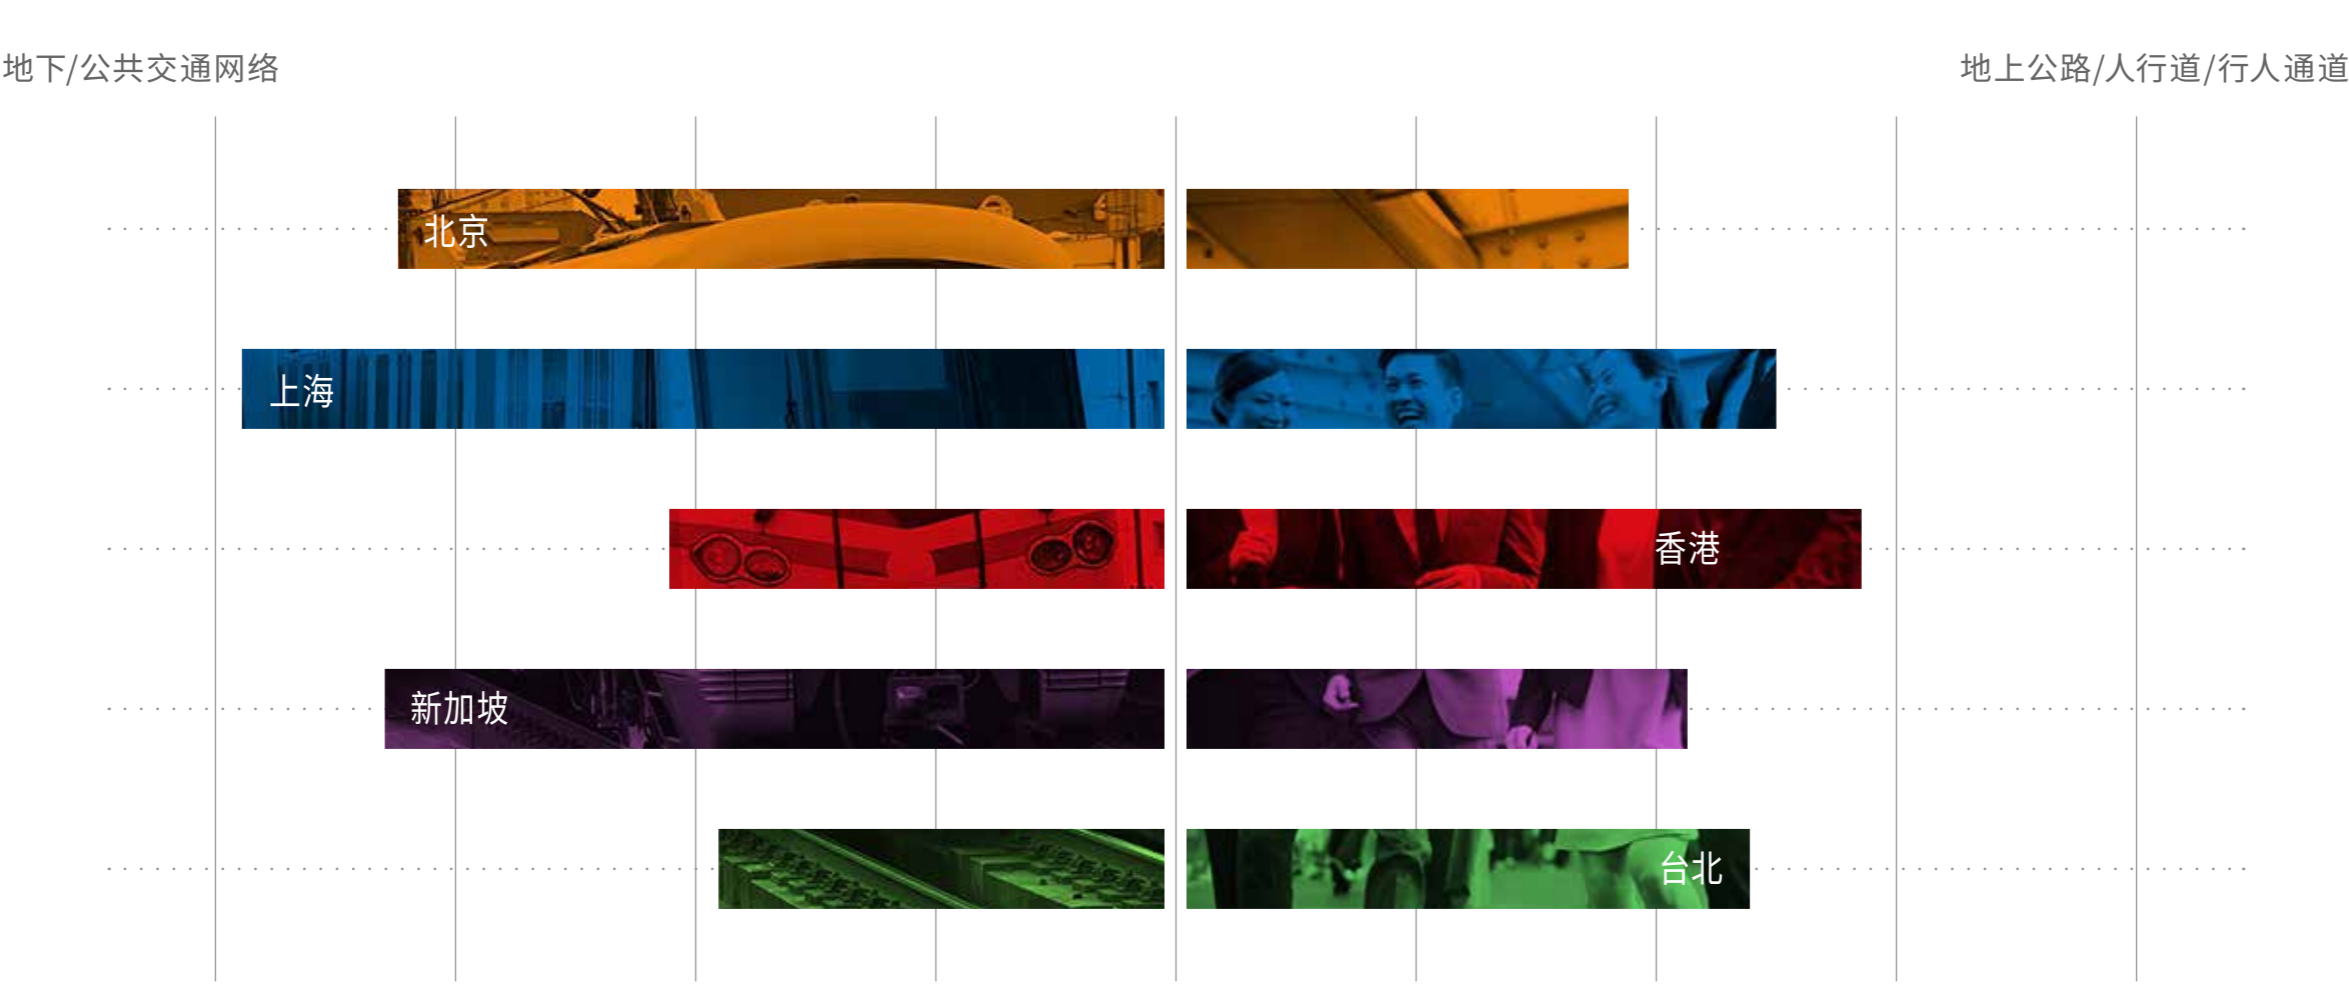 地下/公共交通网络
地上公路/人行道/行人通道
北京
上海
香港
新加坡
台北